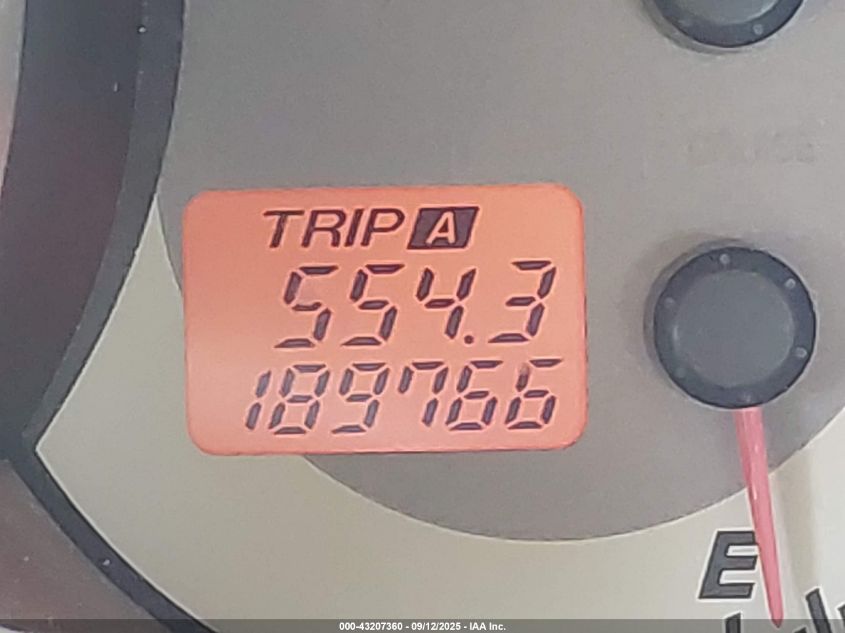 TRIP A
554.3
189766
E
000-43207360 - 09/12/2025 - IAA Inc.